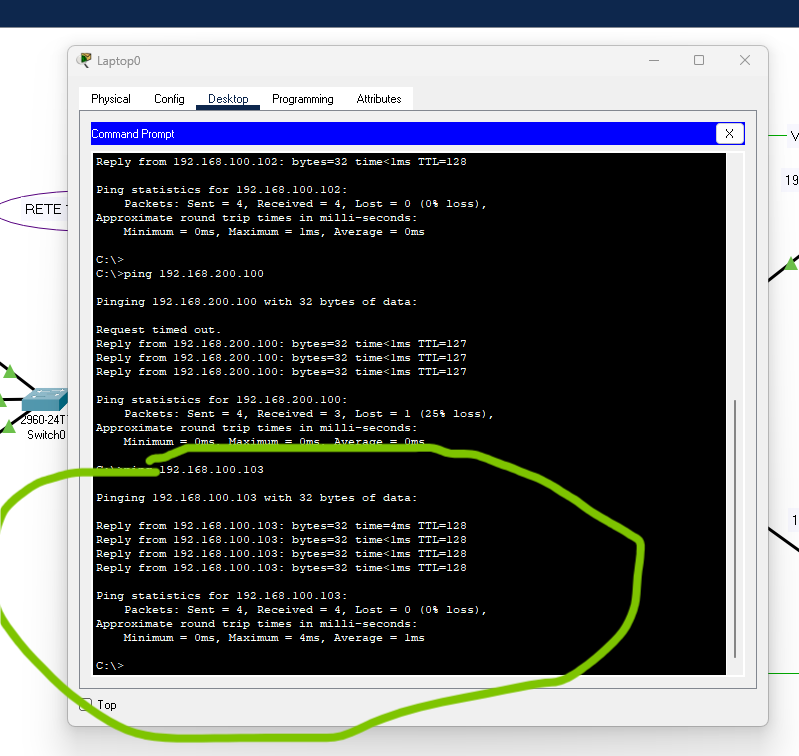 Laptop0
Physical Config Desktop Programming Attributes
Command Prompt
X
Reply from 192.168.100.102: bytes=32 time<1ms TTL=128
Ping statistics for 192.168.100.102:
Packets: Sent = 4, Received = 4, Lost = 0 (0% loss),
Approximate round trip times in milli-seconds:
Minimum = 0ms, Maximum = 1ms, Average = 0ms
C:\>
C:\>ping 192.168.200.100
Pinging 192.168.200.100 with 32 bytes of data:
Request timed out.
Reply from 192.168.200.100: bytes=32 time<1ms TTL=127
Reply from 192.168.200.100: bytes=32 time<1ms TTL=127
Reply from 192.168.200.100: bytes=32 time<1ms TTL=127
Ping statistics for 192.168.200.100:
Packets: Sent = 4, Received = 3, Lost = 1 (25% loss),
Approximate round trip times in milli-seconds:
Minimum = 0ms, Maximum = 0ms, Average = 0ms
C:\>ping 192.168.100.103
Pinging 192.168.100.103 with 32 bytes of data:
Reply from 192.168.100.103: bytes=32 time=4ms TTL=128
Reply from 192.168.100.103: bytes=32 time<1ms TTL=128
Reply from 192.168.100.103: bytes=32 time<1ms TTL=128
Reply from 192.168.100.103: bytes=32 time<1ms TTL=128
Ping statistics for 192.168.100.103:
Packets: Sent = 4, Received = 4, Lost = 0 (0% loss),
Approximate round trip times in milli-seconds:
Minimum = 0ms, Maximum = 4ms, Average = 1ms
C:\>
Top
RETE
2960-24T
Switch0
V
19
1